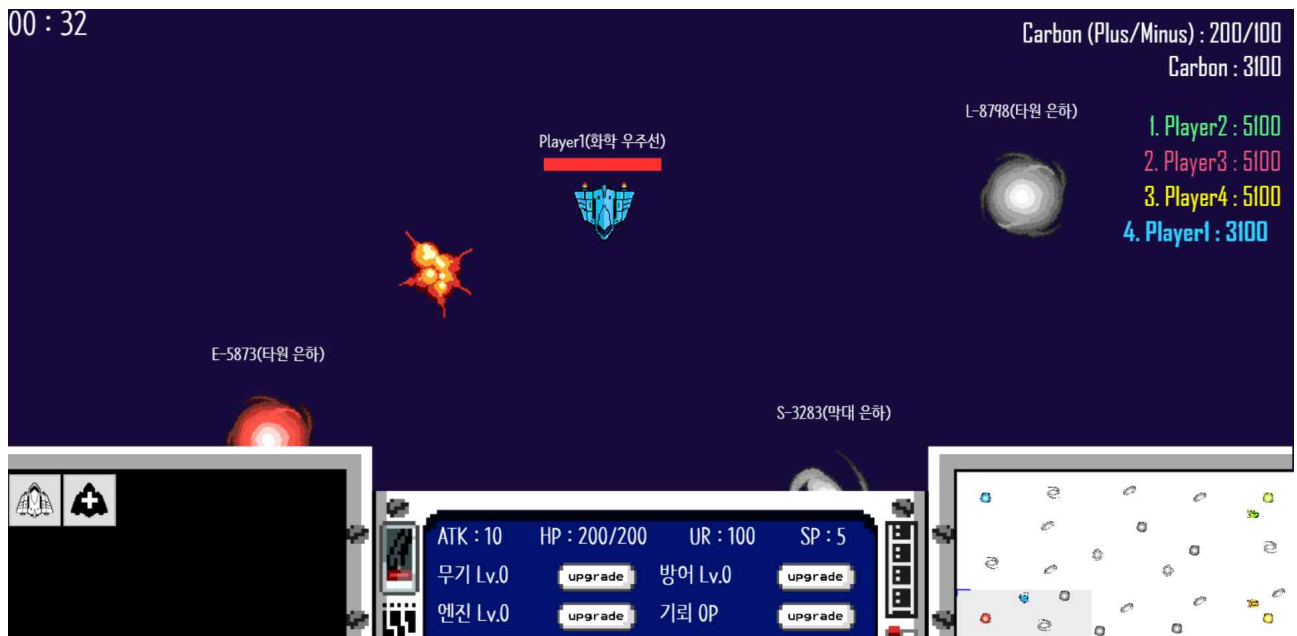 00 : 32
Carbon (Plus/Minus) : 200/100
Carbon : 3100
L-8798(타원 은하)
1. Player2 : 5100
Player1(화학 우주선)
2. Player3 : 5100
3. Player4 : 5100
4. Player1 : 3100
E-5873(타원 은하)
S-3283(막대 은하)
ATK : 10 HP : 200/200 UR : 100 SP : 5
무기 Lv.0 upgrade 방어 Lv.0 upgrade
엔진 Lv.0 upgrade 기뢰 0P upgrade